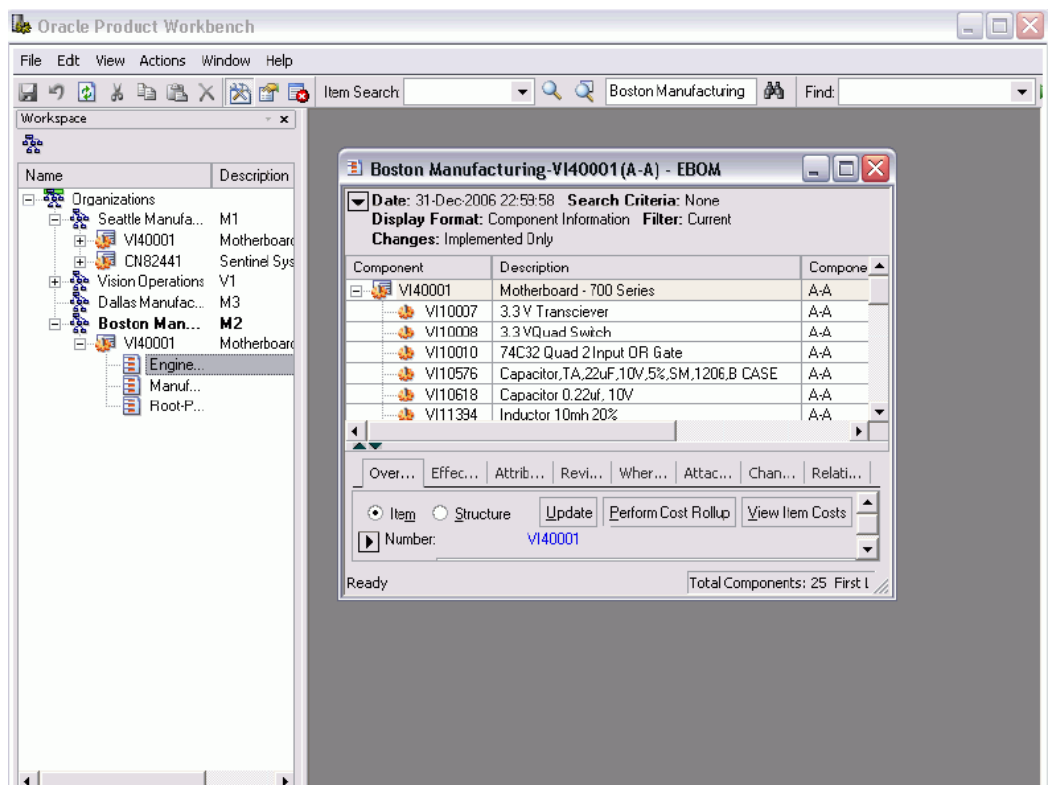 Oracle Product Workbench
File Edt View Actions Window Help
Item Search: Boston Manufacturing Find:
Workspace
Name Description
Organizations
Seattle Manufa... M1
VI40001 Motherboard
CN82441 Sentinel Sys
Vision Operations V1
Dallas Manufac... M3
Boston Man... M2
VI40001 Motherboard
Engine...
Manuf...
Root-P...
Boston Manufacturing-VI40001 (A-A) - EBOM
Date: 31-Dec-2006 22:59:58 Search Criteria: None
Display Format: Component Information Filter: Current
Changes: Implemented Only
Component Description Compone
VI40001 Motherboard - 700 Series A-A
VI10007 3.3 V Transciever A-A
VI10008 3.3 VQuad Switch A-A
VI10010 74C32 Quad 2 Input OR Gate A-A
VI10576 Capacitor,TA,22uF,10V,5%,SM,1206,B CASE A-A
VI10618 Capacitor 0.22uf, 10V A-A
VI11394 Inductor 10mh 20% A-A
Over... Effec... Attrib... Revi... Wher... Attac... Chan... Relati...
Item Structure Update Perform Cost Rollup View Item Costs
Number: VI40001
Ready Total Components: 25 First L